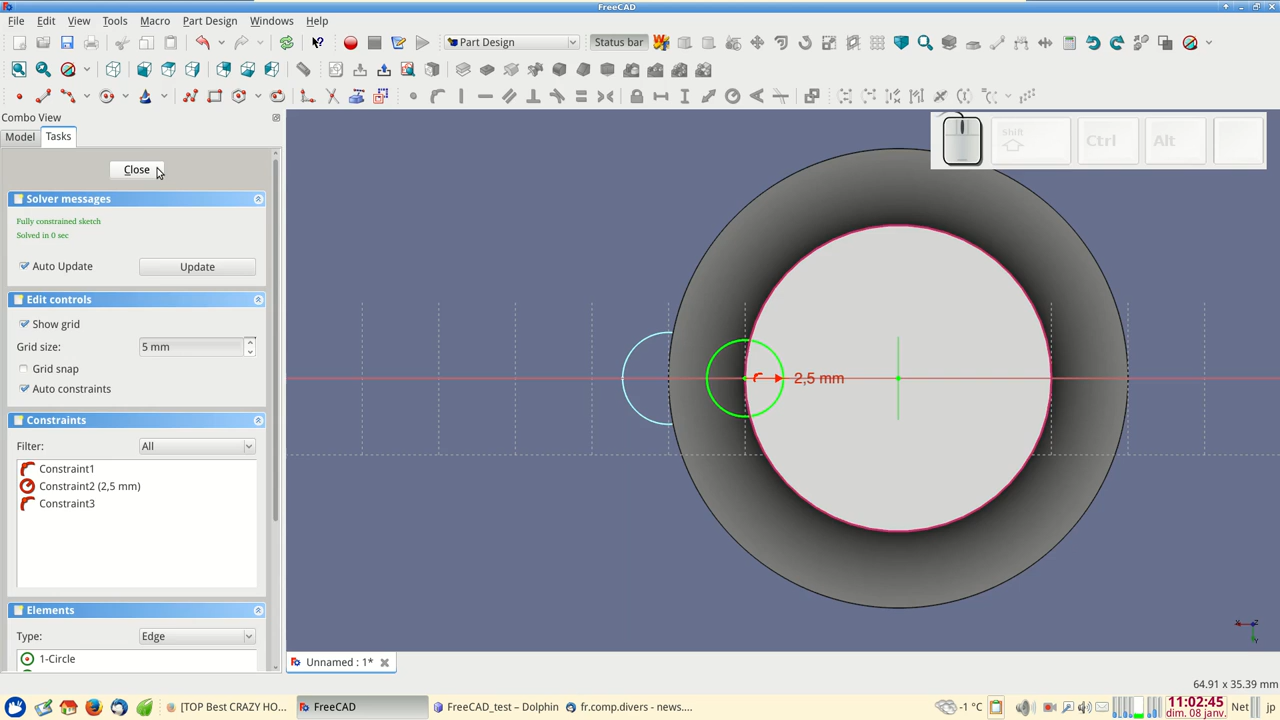 FreeCAD
File Edit View Tools Macro Part Design Windows Help
Part Design
Status bar
Combo View
Model Tasks
Close
Solver messages
Fully constrained sketch
Solved in 0 sec
Auto Update Update
Edit controls
Show grid
Grid size: 5 mm
Grid snap
Auto constraints
Constraints
Filter: All
Constraint1
Constraint2 (2,5 mm)
Constraint3
Elements
Type: Edge
1-Circle
Shift Ctrl Alt
2,5 mm
Unnamed : 1*
64.91 x 35.39 mm
[TOP Best CRAZY HO... FreeCAD FreeCAD_test – Dolphin fr.comp.divers - news.... -1 °C Net 11:02:45 jp
dim. 08 janv.